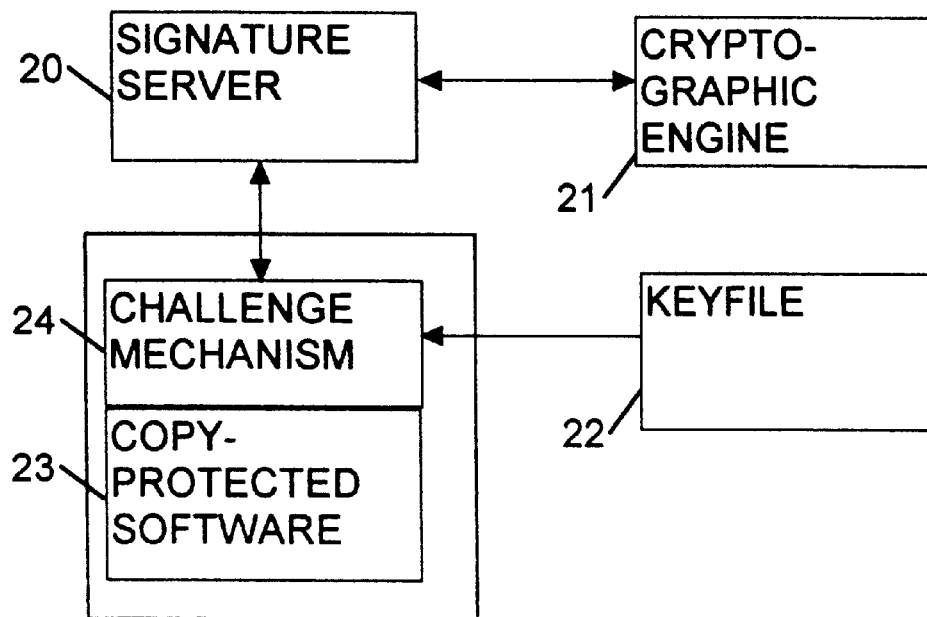 20
SIGNATURE
SERVER
CRYPTO-
GRAPHIC
ENGINE
21
24
CHALLENGE
MECHANISM
KEYFILE
22
23
COPY-
PROTECTED
SOFTWARE